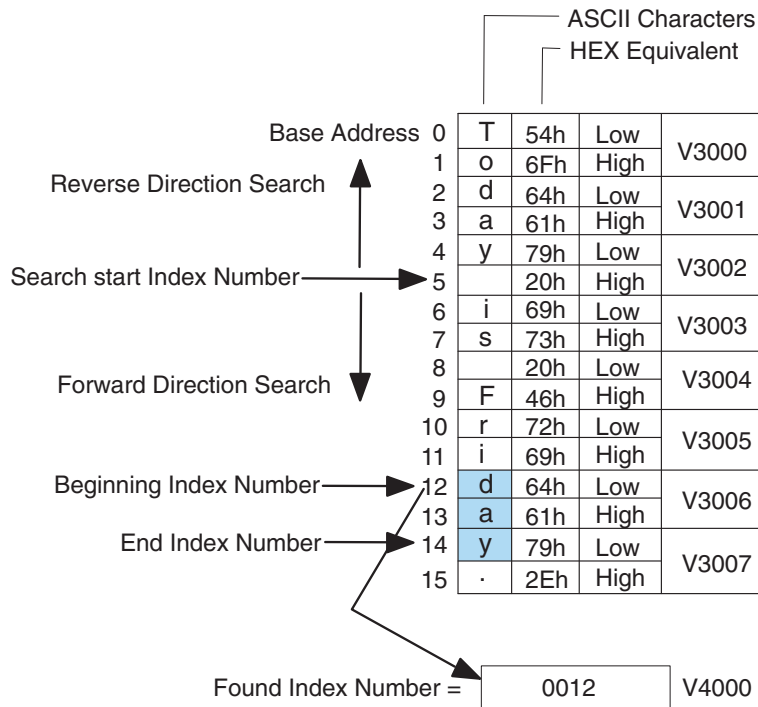 ASCII Characters
HEX Equivalent
Base Address 0 T 54h Low V3000
1 o 6Fh High
Reverse Direction Search 2 d 64h Low V3001
3 a 61h High
4 y 79h Low V3002
Search start Index Number 5 20h High
6 i 69h Low V3003
7 s 73h High
8 20h Low V3004
Forward Direction Search 9 F 46h High
10 r 72h Low V3005
11 i 69h High
Beginning Index Number 12 d 64h Low V3006
13 a 61h High
End Index Number 14 y 79h Low V3007
15 . 2Eh High
Found Index Number = 0012 V4000